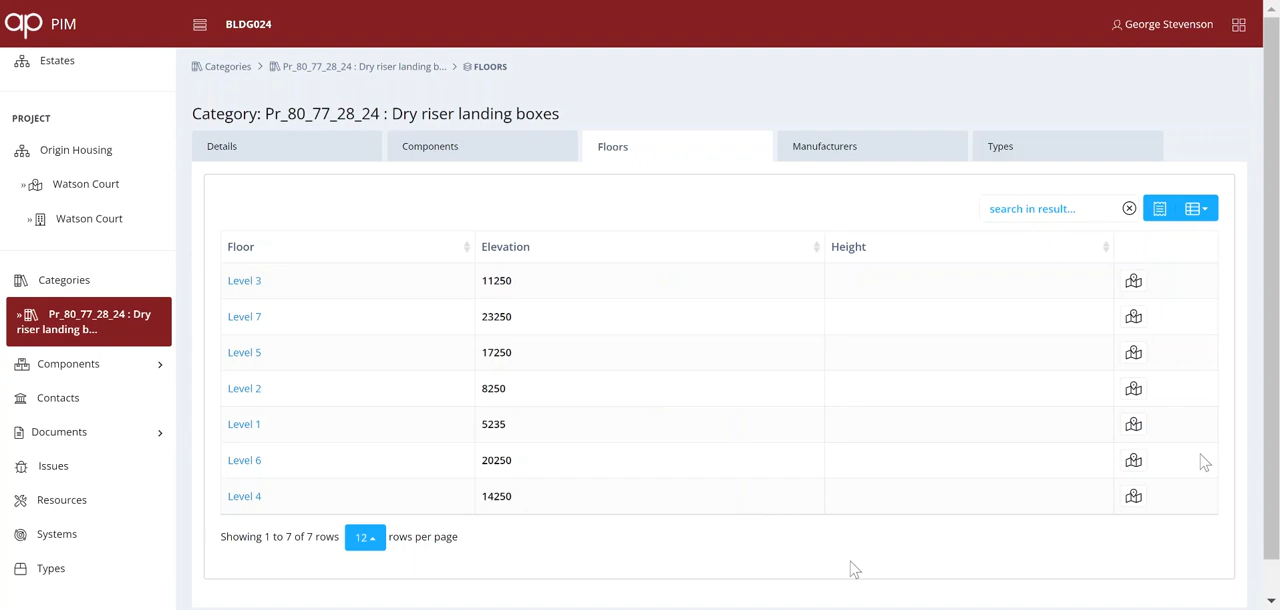 ap PIM
BLDG024
George Stevenson
Estates
PROJECT
Origin Housing
» Watson Court
» Watson Court
Categories
» Pr_80_77_28_24 : Dry
riser landing b...
Components
Contacts
Documents
Issues
Resources
Systems
Types
Categories > Pr_80_77_28_24 : Dry riser landing b... > FLOORS
Category: Pr_80_77_28_24 : Dry riser landing boxes
Details Components Floors Manufacturers Types
search in result...
Floor Elevation Height
Level 3 11250
Level 7 23250
Level 5 17250
Level 2 8250
Level 1 5235
Level 6 20250
Level 4 14250
Showing 1 to 7 of 7 rows 12 rows per page